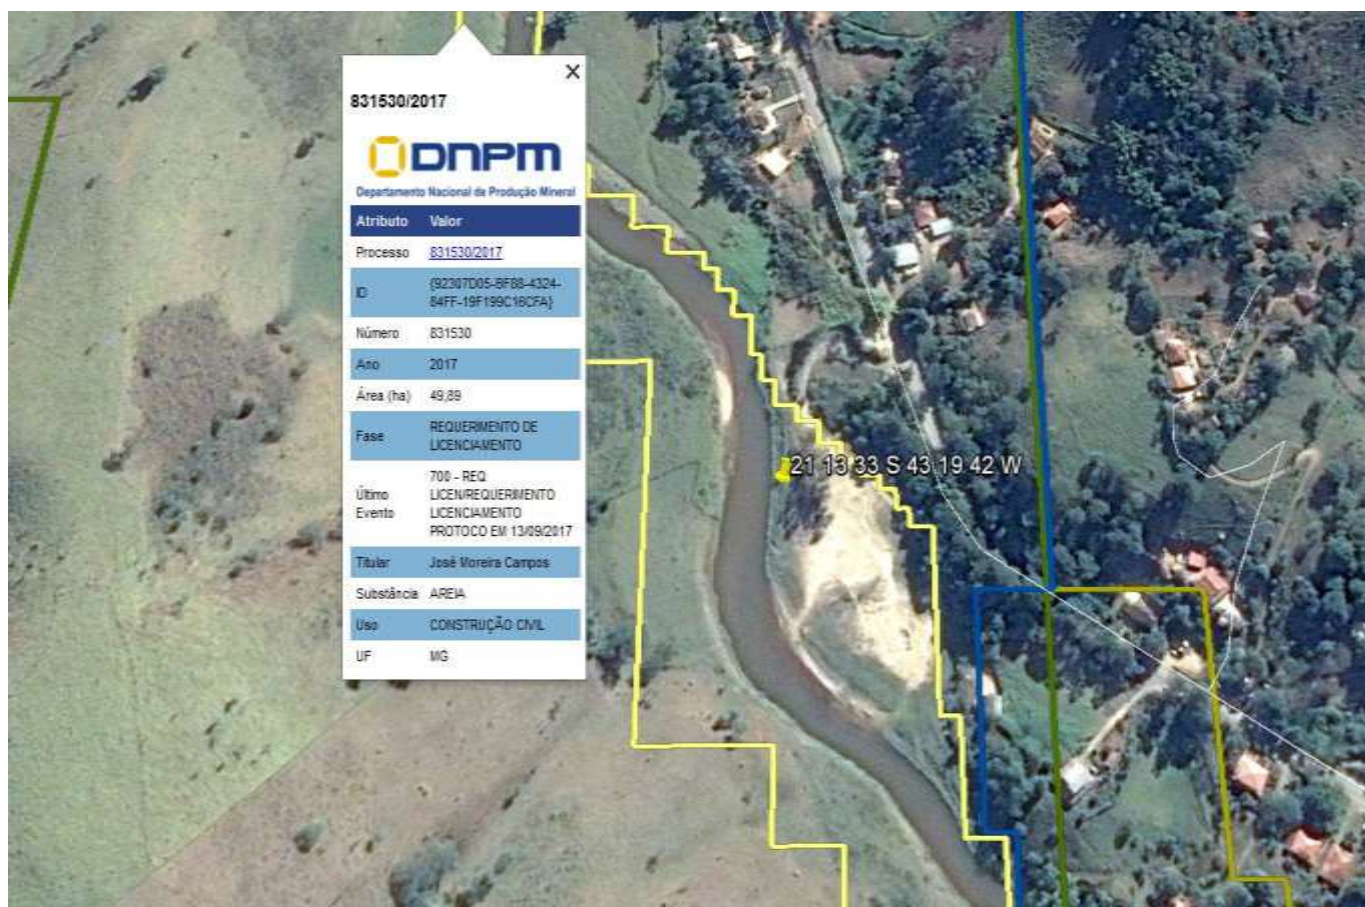 831530/2017
DNPM
Departamento Nacional de Produção Mineral
Atributo Valor
Processo 831530/2017
ID {92307D05-BF88-4324-
84FF-19F199C16CFA}
Número 831530
Ano 2017
Área (ha) 49,89
Fase REQUERIMENTO DE
LICENCIAMENTO
Último
Evento 700 - REQ
LICEN/REQUERIMENTO
LICENCIAMENTO
PROTOCO EM 13/09/2017
Titular José Moreira Campos
Substância AREIA
Uso CONSTRUÇÃO CIVIL
UF MG
21 13 33 S 43 19 42 W